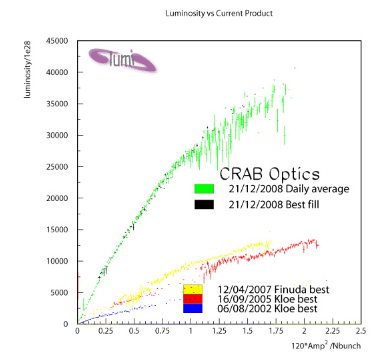 Luminosity vs Current Product
luminosity/1e28
45000
40000
35000
30000
25000
20000
15000
10000
5000
0
Lumi
CRAB Optics
21/12/2008 Daily average
21/12/2008 Best fill
12/04/2007 Finuda best
16/09/2005 Kloe best
06/08/2002 Kloe best
0 0.25 0.5 0.75 1 1.25 1.5 1.75 2 2.25 2.5
120*Amp² /Nbunch